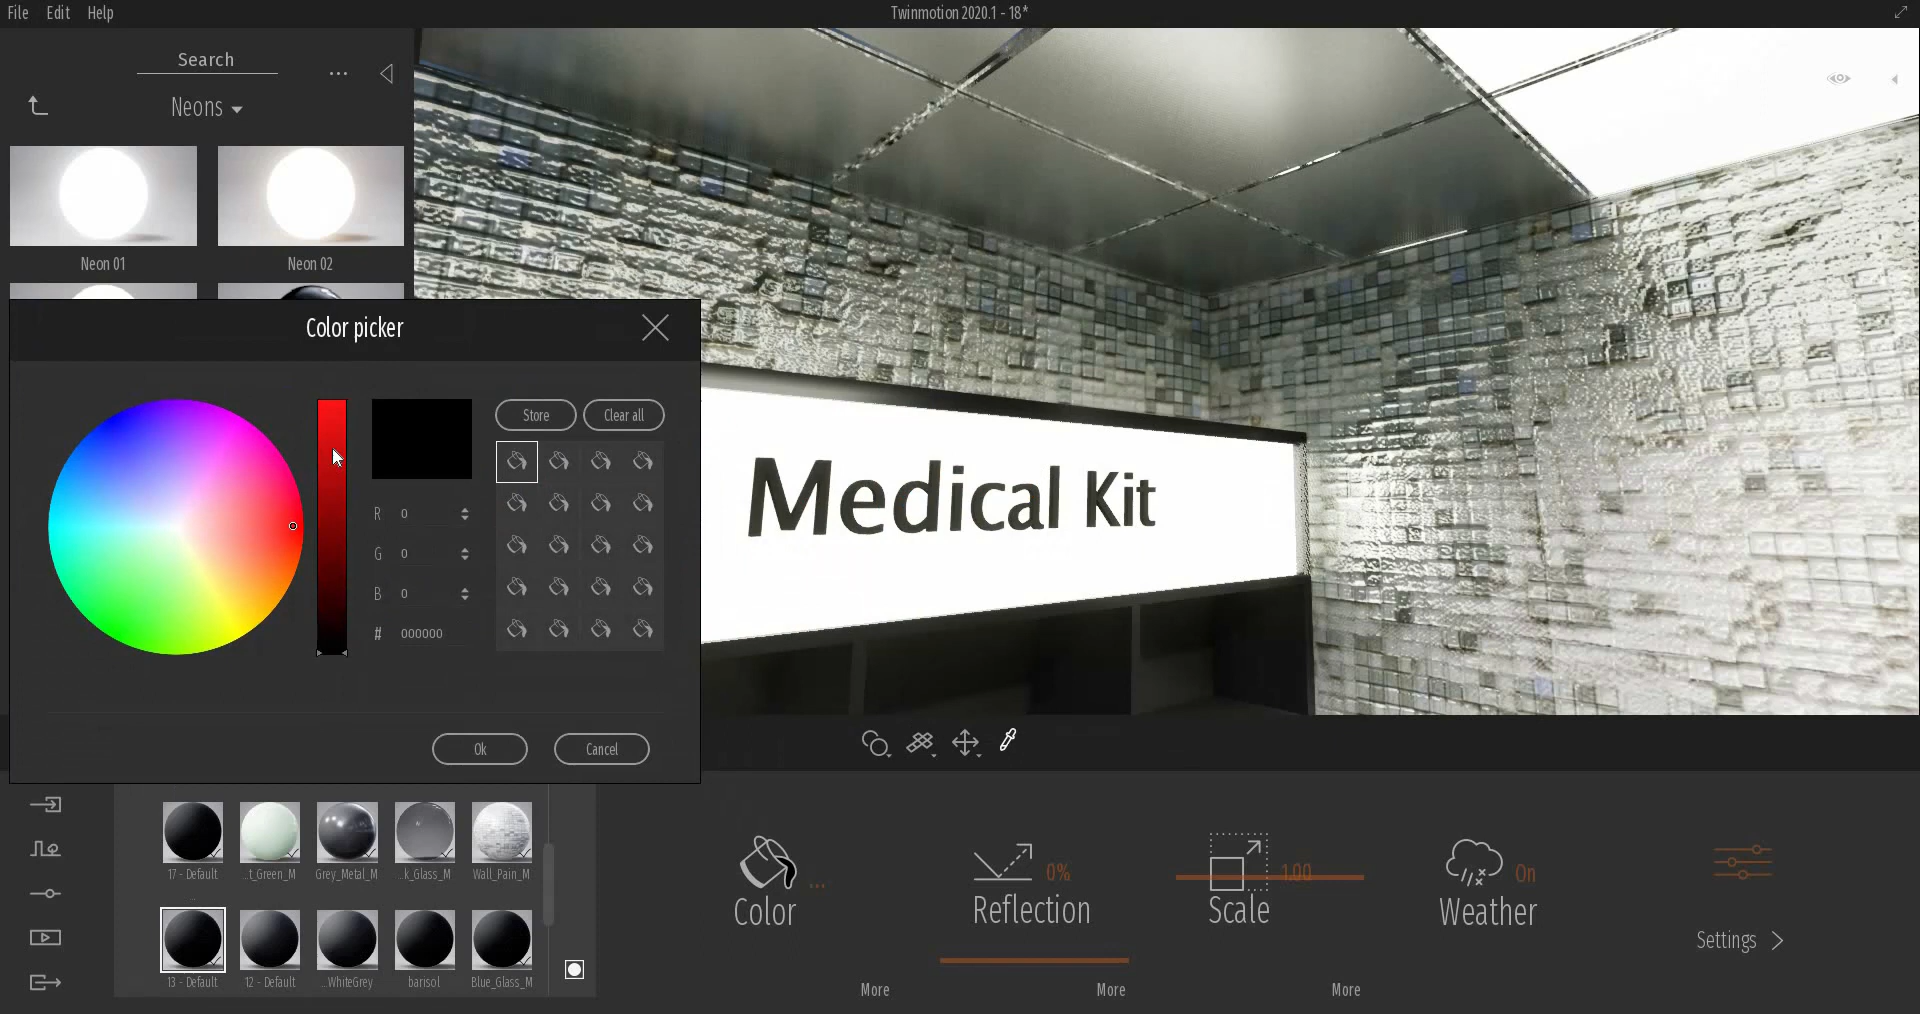 File Edit Help
Twinmotion 2020.1 - 18*
Search
...
Neons
Neon 01
Neon 02
Color picker
Store
Clear all
R 0
G 0
B 0
# 000000
Ok
Cancel
Medical Kit
17 - Default
...
...t_Green_M
Grey_Metal_M
...k_Glass_M
Wall_Pain_M
13 - Default
12 - Default
...WhiteGrey
barisol
Blue_Glass_M
...
Color
More
0%
Reflection
More
1.00
Scale
More
On
Weather
Settings